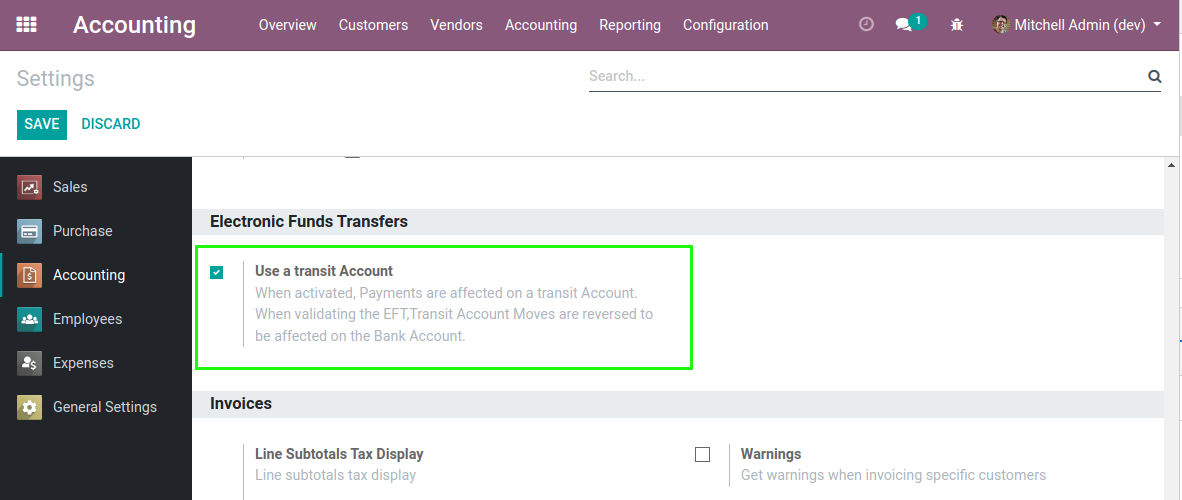 Accounting
Overview Customers Vendors Accounting Reporting Configuration
1
Mitchell Admin (dev)
Settings
Search...
SAVE DISCARD
Sales
Purchase
Accounting
Employees
Expenses
General Settings
Electronic Funds Transfers
Use a transit Account
When activated, Payments are affected on a transit Account.
When validating the EFT,Transit Account Moves are reversed to
be affected on the Bank Account.
Invoices
Line Subtotals Tax Display
Line subtotals tax display
Warnings
Get warnings when invoicing specific customers